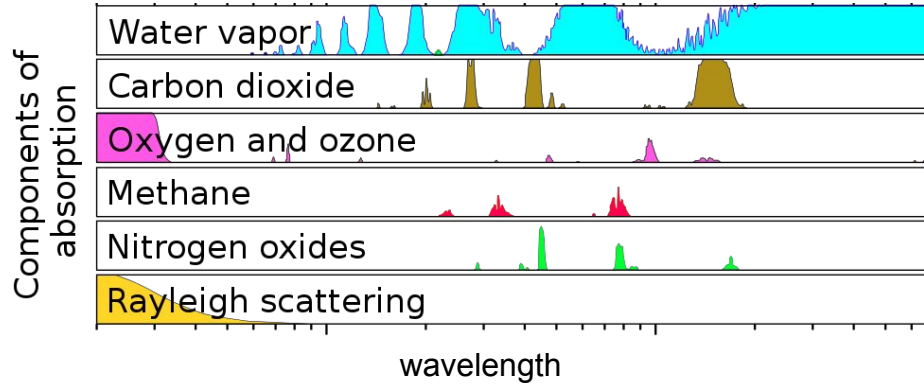 Components of
absorption
Water vapor
Carbon dioxide
Oxygen and ozone
Methane
Nitrogen oxides
Rayleigh scattering
wavelength